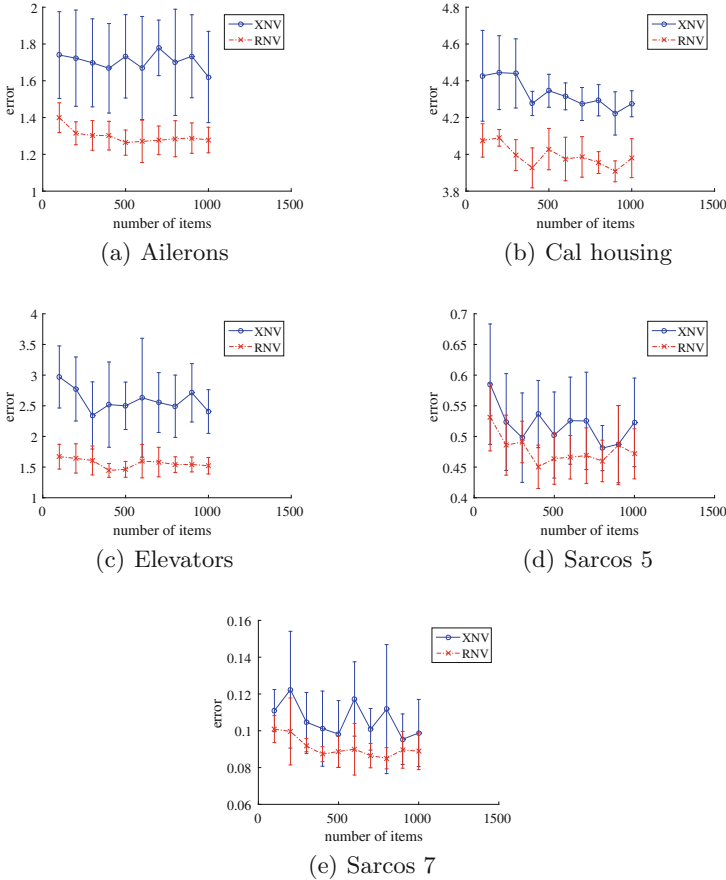 2
1.8
1.6
1.4
1.2
1
error
0 500 1000 1500
number of items
XNV
RNV
(a) Ailerons
4.8
4.6
4.4
4.2
4
3.8
error
0 500 1000 1500
number of items
XNV
RNV
(b) Cal housing
4
3.5
3
2.5
2
1.5
1
error
0 500 1000 1500
number of items
XNV
RNV
(c) Elevators
0.7
0.65
0.6
0.55
0.5
0.45
0.4
error
0 500 1000 1500
number of items
XNV
RNV
(d) Sarcos 5
0.16
0.14
0.12
0.1
0.08
0.06
error
0 500 1000 1500
number of items
XNV
RNV
(e) Sarcos 7